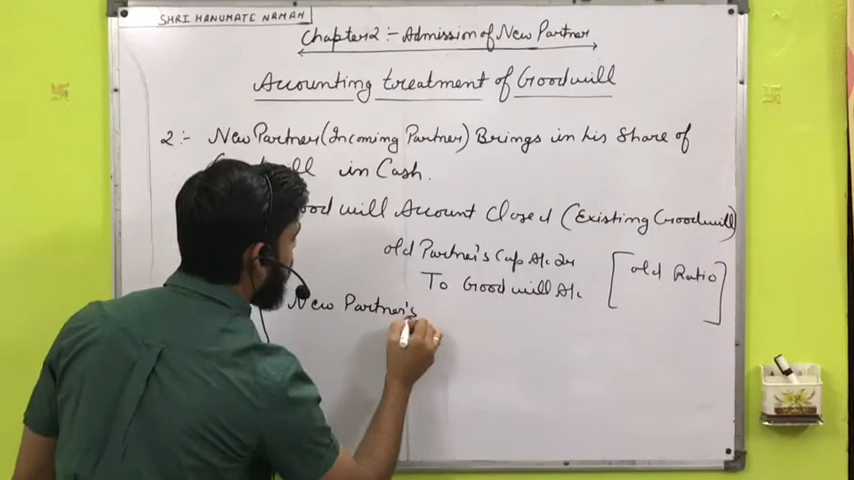 SHRI HANUMATE NAMAH
Chapter 2 :- Admission of New Partner
Accounting treatment of Goodwill
2 :- New Partner (Incoming Partner) Brings in his Share of
in Cash.
Account Closed (Existing Goodwill)
old Partner's Cap A/c Dr
To Goodwill A/c [old Ratio]
New Partner's